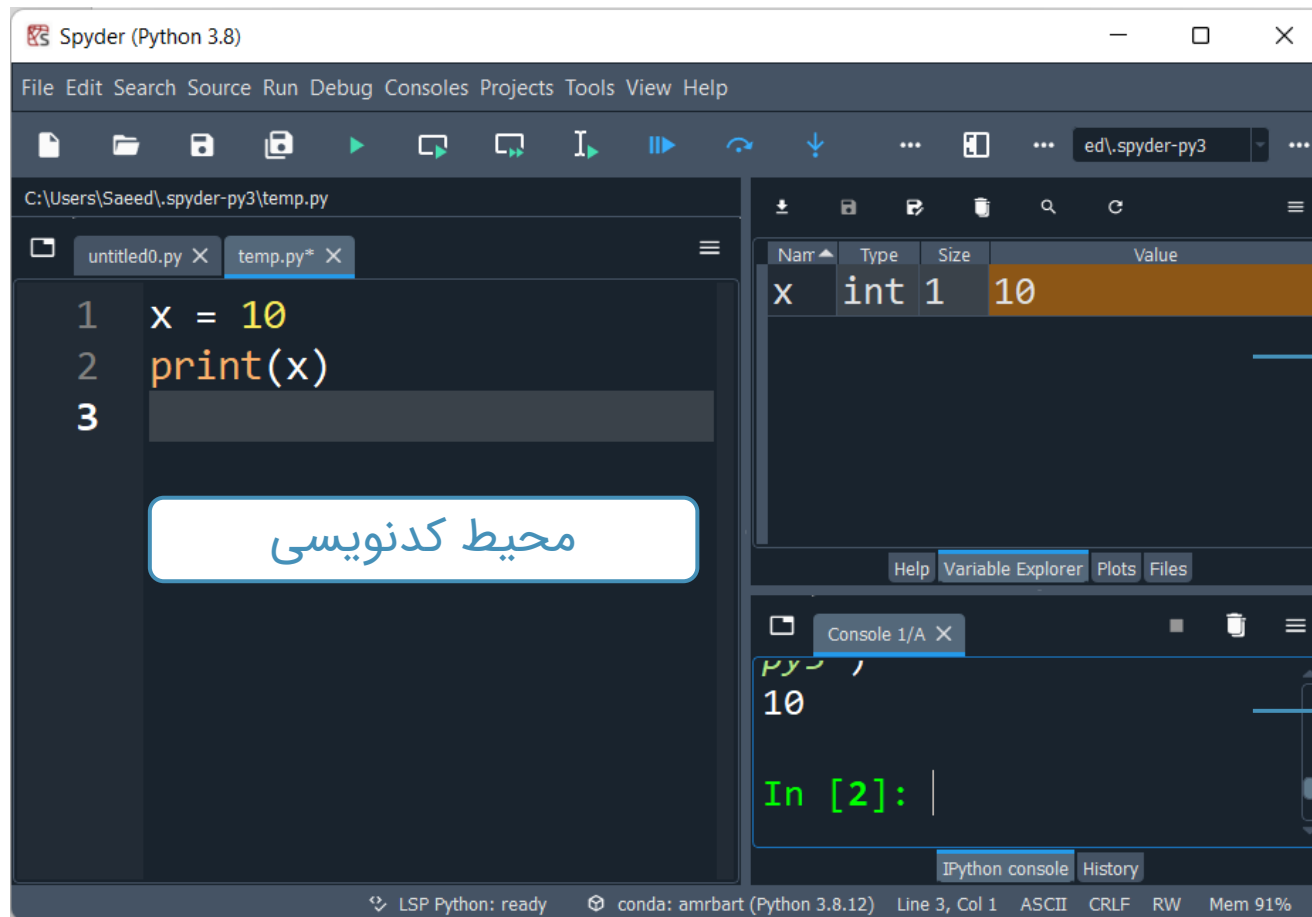 Spyder (Python 3.8)
File Edit Search Source Run Debug Consoles Projects Tools View Help
ed\.spyder-py3
C:\Users\Saeed\.spyder-py3\temp.py
untitled0.py
temp.py*
1 x = 10
2 print(x)
3
محیط کدنویسی
Nam Type Size Value
x int 1 10
Help Variable Explorer Plots Files
Console 1/A
py3')
10
In [2]:
IPython console History
LSP Python: ready conda: amrbart (Python 3.8.12) Line 3, Col 1 ASCII CRLF RW Mem 91%